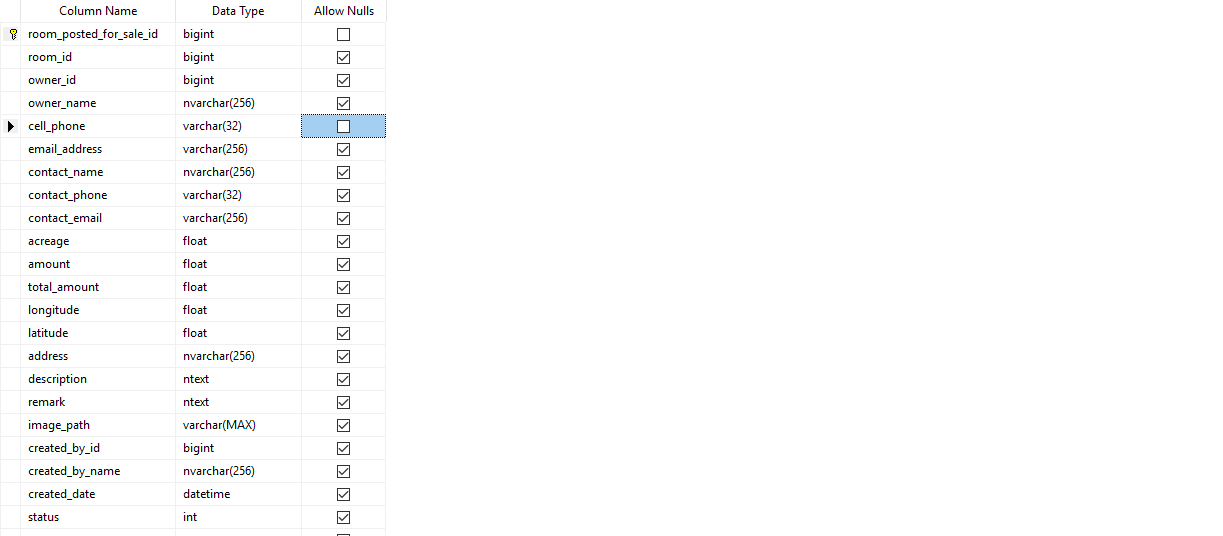 Column Name Data Type Allow Nulls
room_posted_for_sale_id bigint
room_id bigint
owner_id bigint
owner_name nvarchar(256)
cell_phone varchar(32)
email_address varchar(256)
contact_name nvarchar(256)
contact_phone varchar(32)
contact_email varchar(256)
acreage float
amount float
total_amount float
longitude float
latitude float
address nvarchar(256)
description ntext
remark ntext
image_path varchar(MAX)
created_by_id bigint
created_by_name nvarchar(256)
created_date datetime
status int